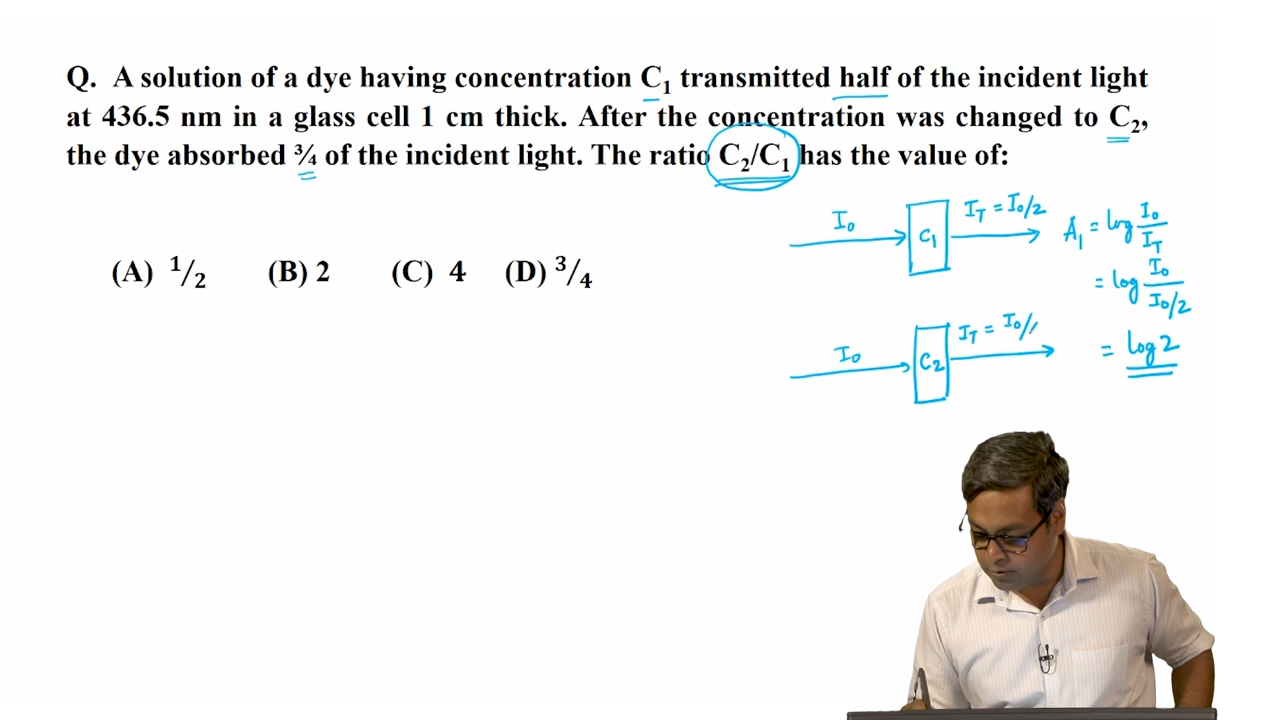 Q. A solution of a dye having concentration C₁ transmitted half of the incident light
at 436.5 nm in a glass cell 1 cm thick. After the concentration was changed to C₂,
the dye absorbed ¾ of the incident light. The ratio C₂/C₁ has the value of:
(A) ¹/₂ (B) 2 (C) 4 (D) ³/₄
I₀ C₁ I_T = I₀/2 A₁ = log I₀/I_T
= log I₀/(I₀/2)
= log 2
I₀ C₂ I_T = I₀/